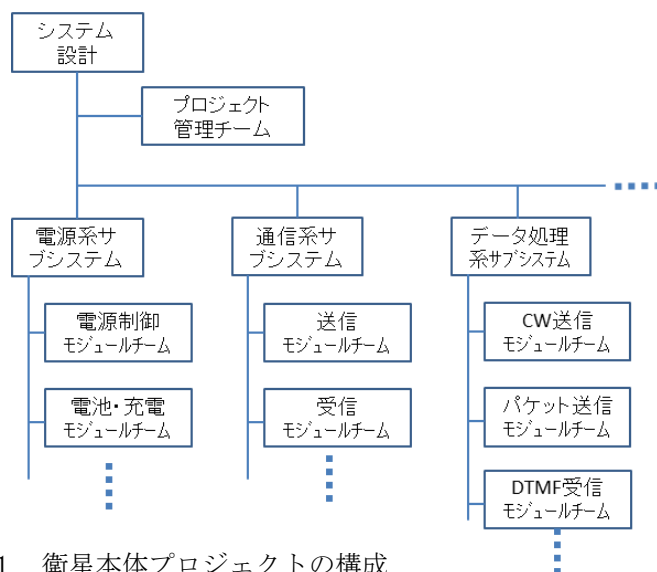 システム
設計
プロジェクト
管理チーム
電源系サ
ブシステム
通信系サ
ブシステム
データ処理
系サブシステム
電源制御
モジュールチーム
送信
モジュールチーム
CW送信
モジュールチーム
電池・充電
モジュールチーム
受信
モジュールチーム
パケット送信
モジュールチーム
DTMF受信
モジュールチーム
1 衛星本体プロジェクトの構成